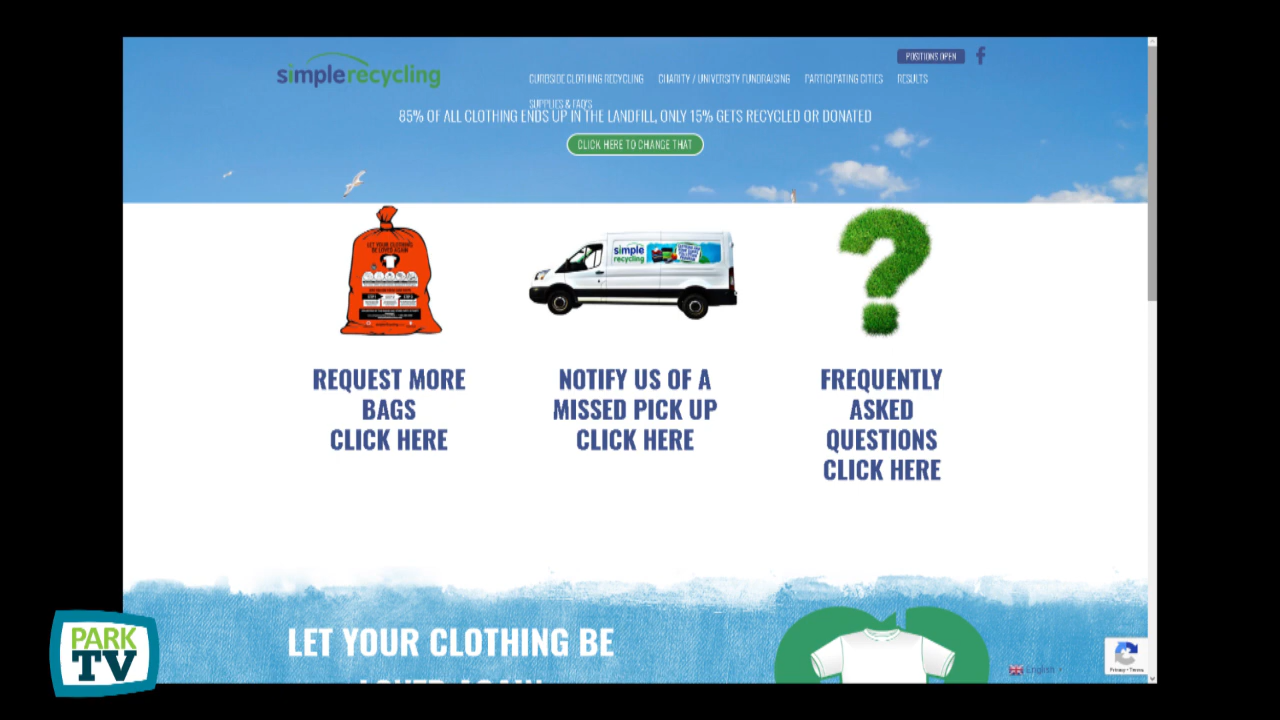 POSITIONS OPEN
simplerecycling
CURBSIDE CLOTHING RECYCLING CHARITY / UNIVERSITY FUNDRAISING PARTICIPATING CITIES RESULTS
SUPPLIES & FAQ'S
85% OF ALL CLOTHING ENDS UP IN THE LANDFILL, ONLY 15% GETS RECYCLED OR DONATED
CLICK HERE TO CHANGE THAT
LET YOUR CLOTHING
BE LOVED AGAIN
simple
recycling
REQUEST MORE
BAGS
CLICK HERE
NOTIFY US OF A
MISSED PICK UP
CLICK HERE
FREQUENTLY
ASKED
QUESTIONS
CLICK HERE
LET YOUR CLOTHING BE
English
Privacy - Terms
PARK
TV